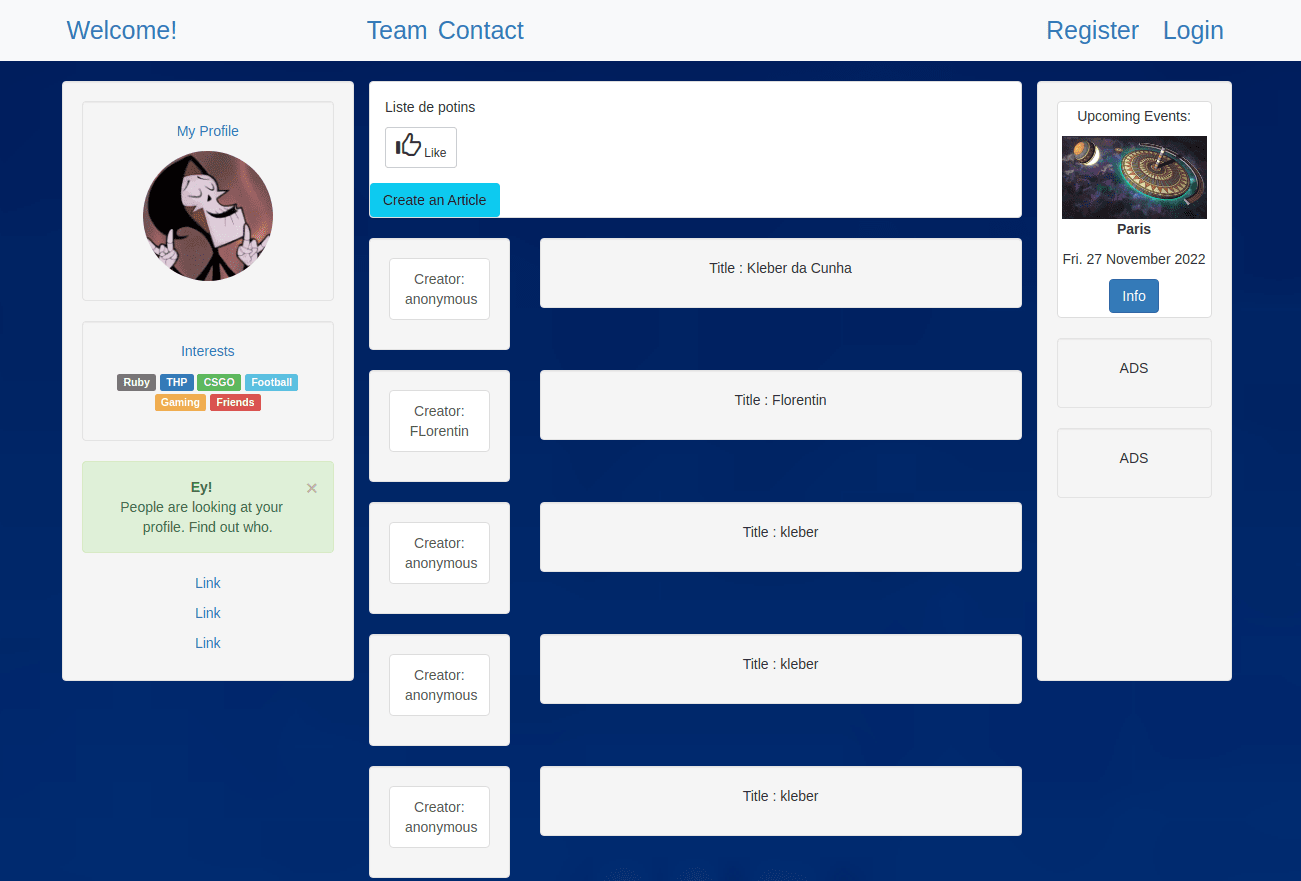 Welcome!
Team Contact
Register Login
My Profile
Interests
Ruby THP CSGO Football
Gaming Friends
Ey!
×
People are looking at your
profile. Find out who.
Link
Link
Link
Liste de potins
Like
Create an Article
Creator:
anonymous
Title : Kleber da Cunha
Creator:
FLorentin
Title : Florentin
Creator:
anonymous
Title : kleber
Creator:
anonymous
Title : kleber
Creator:
anonymous
Title : kleber
Upcoming Events:
Paris
Fri. 27 November 2022
Info
ADS
ADS